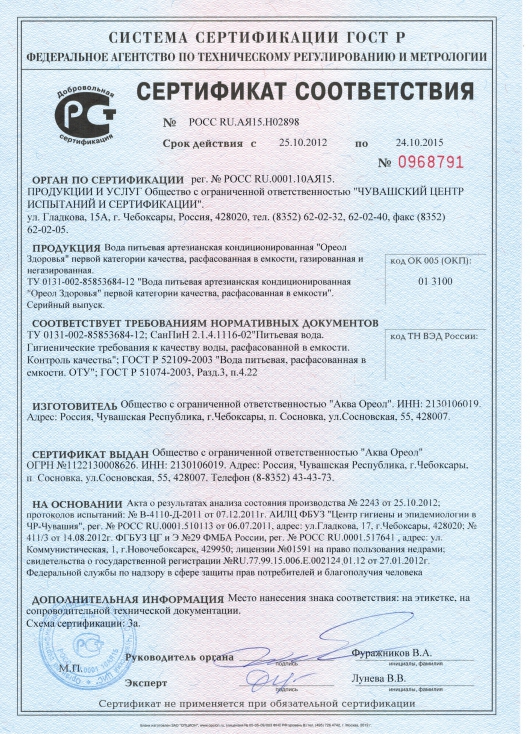 СИСТЕМА СЕРТИФИКАЦИИ ГОСТ Р
ФЕДЕРАЛЬНОЕ АГЕНТСТВО ПО ТЕХНИЧЕСКОМУ РЕГУЛИРОВАНИЮ И МЕТРОЛОГИИ
Добровольная
сертификация
СЕРТИФИКАТ СООТВЕТСТВИЯ
№ РОСС RU.АЯ15.Н02898
Срок действия с 25.10.2012 по 24.10.2015
№ 0968791
ОРГАН ПО СЕРТИФИКАЦИИ рег. № РОСС RU.0001.10АЯ15.
ПРОДУКЦИИ И УСЛУГ Общество с ограниченной ответственностью "ЧУВАШСКИЙ ЦЕНТР
ИСПЫТАНИЙ И СЕРТИФИКАЦИИ".
ул. Гладкова, 15А, г. Чебоксары, Россия, 428020, тел. (8352) 62-02-32, 62-02-40, факс (8352)
62-02-05.
ПРОДУКЦИЯ Вода питьевая артезианская кондиционированная "Ореол
Здоровья" первой категории качества, расфасованная в емкости, газированная и
негазированная.
ТУ 0131-002-85853684-12 "Вода питьевая артезианская кондиционированная
"Ореол Здоровья" первой категории качества, расфасованная в емкости".
Серийный выпуск.
код ОК 005 (ОКП):
01 3100
СООТВЕТСТВУЕТ ТРЕБОВАНИЯМ НОРМАТИВНЫХ ДОКУМЕНТОВ
ТУ 0131-002-85853684-12; СанПиН 2.1.4.1116-02"Питьевая вода.
Гигиенические требования к качеству воды, расфасованной в емкости.
Контроль качества"; ГОСТ Р 52109-2003 "Вода питьевая, расфасованная в
емкости. ОТУ"; ГОСТ Р 51074-2003, Разд.3, п.4.22
код ТН ВЭД России:
ИЗГОТОВИТЕЛЬ Общество с ограниченной ответственностью "Аква Ореол". ИНН: 2130106019.
Адрес: Россия, Чувашская Республика, г.Чебоксары, п. Сосновка, ул.Сосновская, 55, 428007.
СЕРТИФИКАТ ВЫДАН Общество с ограниченной ответственностью "Аква Ореол"
ОГРН №1122130008626. ИНН: 2130106019. Адрес: Россия, Чувашская Республика, г.Чебоксары,
п Сосновка, ул.Сосновская, 55, 428007. Телефон (8-8352) 43-43-73.
НА ОСНОВАНИИ Акта о результатах анализа состояния производства № 2243 от 25.10.2012;
протоколов испытаний: № В-4110-Д-2011 от 07.12.2011г. АИЛЦ ФБУЗ "Центр гигиены и эпидемиологии в
ЧР-Чувашия", рег. № РОСС RU.0001.510113 от 06.07.2011, адрес: ул.Гладкова, 17, г.Чебоксары, 428020; №
411/3 от 14.08.2012г. ФГБУЗ ЦГ и Э №29 ФМБА России, рег. № РОСС RU.0001.517641 , адрес: ул.
Коммунистическая, 1, г.Новочебоксарск, 429950; лицензии №01591 на право пользования недрами;
свидетельства о государственной регистрации №RU.77.99.15.006.Е.002124.01.12 от 27.01.2012г.
Федеральной службы по надзору в сфере защиты прав потребителей и благополучия человека
ДОПОЛНИТЕЛЬНАЯ ИНФОРМАЦИЯ Место нанесения знака соответствия: на этикетке, на
сопроводительной технической документации.
Схема сертификации: 3а.
М.П.
Руководитель органа
подпись
Фуражников В.А.
инициалы, фамилия
Эксперт
подпись
Лунева В.В.
инициалы, фамилия
Сертификат не применяется при обязательной сертификации